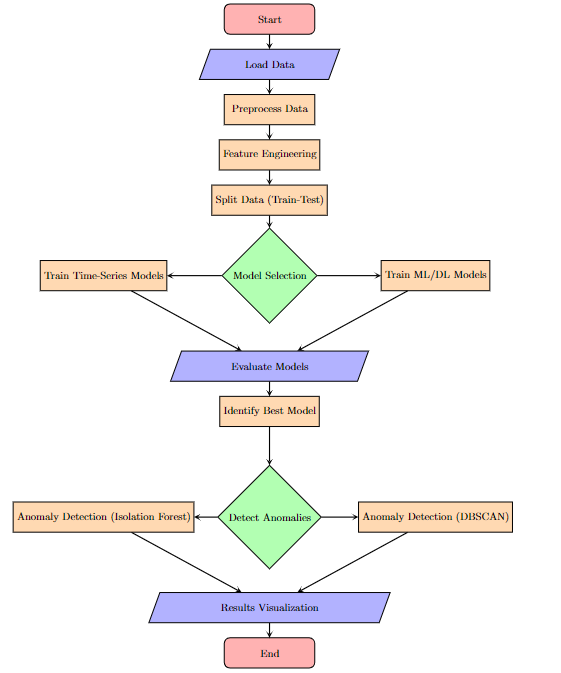 Start
Load Data
Preprocess Data
Feature Engineering
Split Data (Train-Test)
Train Time-Series Models
Model Selection
Train ML/DL Models
Evaluate Models
Identify Best Model
Anomaly Detection (Isolation Forest)
Detect Anomalies
Anomaly Detection (DBSCAN)
Results Visualization
End